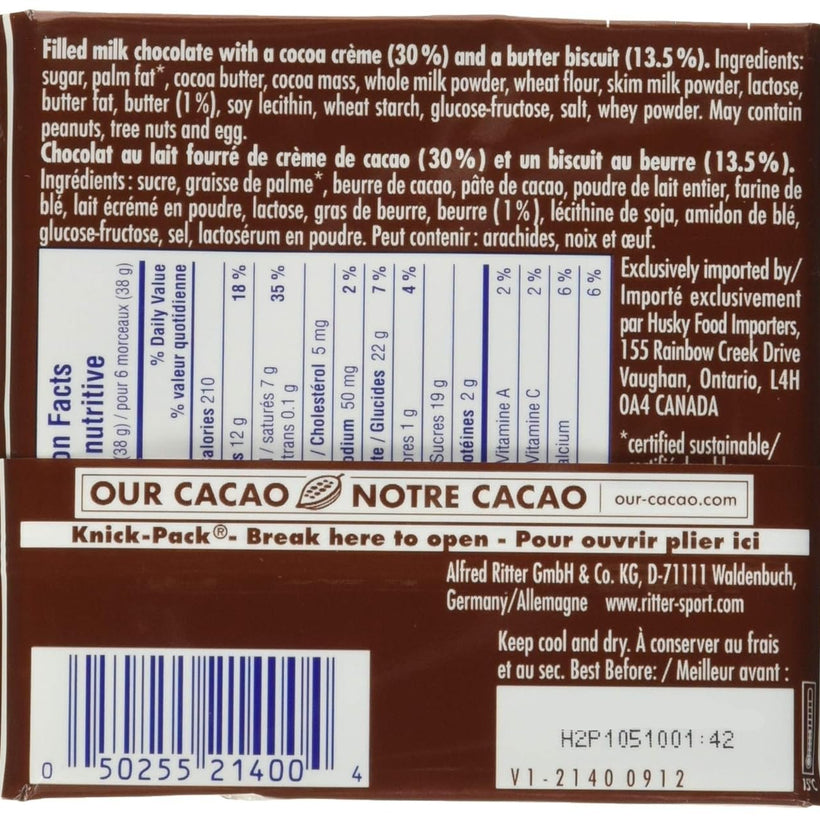 Filled milk chocolate with a cocoa crème (30%) and a butter biscuit (13.5%). Ingredients:
sugar, palm fat*, cocoa butter, cocoa mass, whole milk powder, wheat flour, skim milk powder, lactose,
butter fat, butter (1%), soy lecithin, wheat starch, glucose-fructose, salt, whey powder. May contain
peanuts, tree nuts and egg.
Chocolat au lait fourré de crème de cacao (30%) et un biscuit au beurre (13.5%).
Ingrédients : sucre, graisse de palme*, beurre de cacao, pâte de cacao, poudre de lait entier, farine de
blé, lait écrémé en poudre, lactose, gras de beurre, beurre (1%), lécithine de soja, amidon de blé,
glucose-fructose, sel, lactosérum en poudre. Peut contenir : arachides, noix et œuf.
on Facts
nutritive
(38 g) / pour 6 morceaux (38 g)
% Daily Value
% valeur quotidienne
alories 210
s 12 g 18 %
/ saturés 7 g 35 %
trans 0.1 g
/ Cholestérol 5 mg
dium 50 mg 2 %
te / Glucides 22 g 7 %
res 1 g 4 %
Sucres 19 g
otéines 2 g
Vitamine A 2 %
Vitamine C 2 %
alcium 6 %
6 %
Exclusively imported by/
Importé exclusivement
par Husky Food Importers,
155 Rainbow Creek Drive
Vaughan, Ontario, L4H
0A4 CANADA
*certified sustainable/
OUR CACAO NOTRE CACAO | our-cacao.com
Knick-Pack®- Break here to open - Pour ouvrir plier ici
Alfred Ritter GmbH & Co. KG, D-71111 Waldenbuch,
Germany/Allemagne www.ritter-sport.com
Keep cool and dry. À conserver au frais
et au sec. Best Before: / Meilleur avant :
H2P1051001:42
V1-2140 0912
0 50255 21400 4
15°C